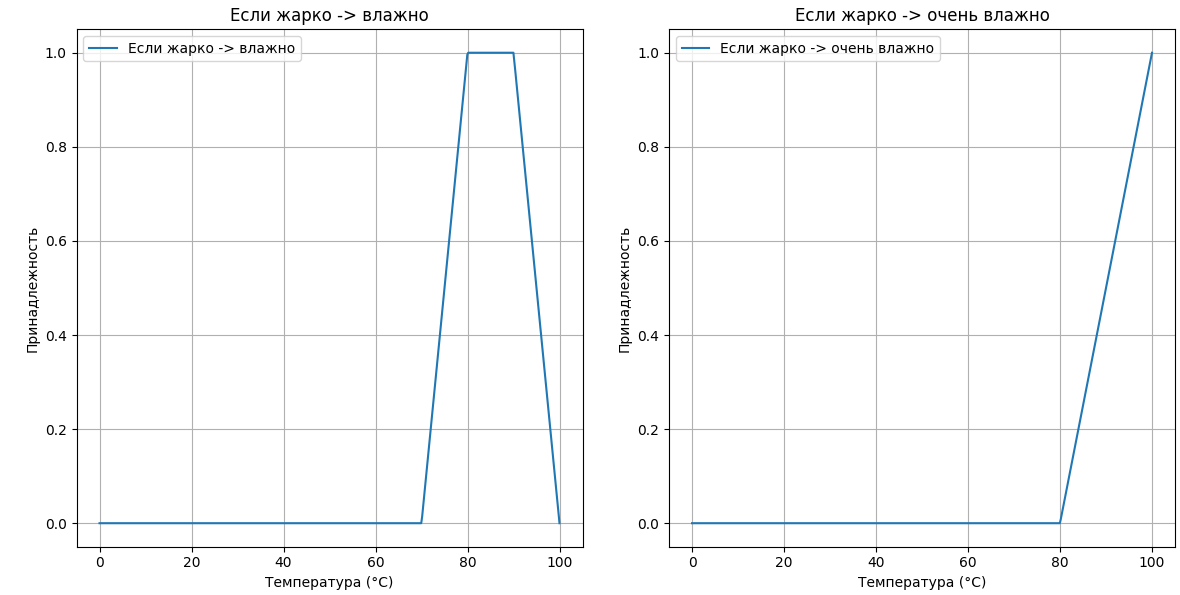 Если жарко -> влажно
Если жарко -> влажно
1.0
0.8
0.6
0.4
0.2
0.0
Принадлежность
0 20 40 60 80 100
Температура (°C)
Если жарко -> очень влажно
Если жарко -> очень влажно
1.0
0.8
0.6
0.4
0.2
0.0
Принадлежность
0 20 40 60 80 100
Температура (°C)